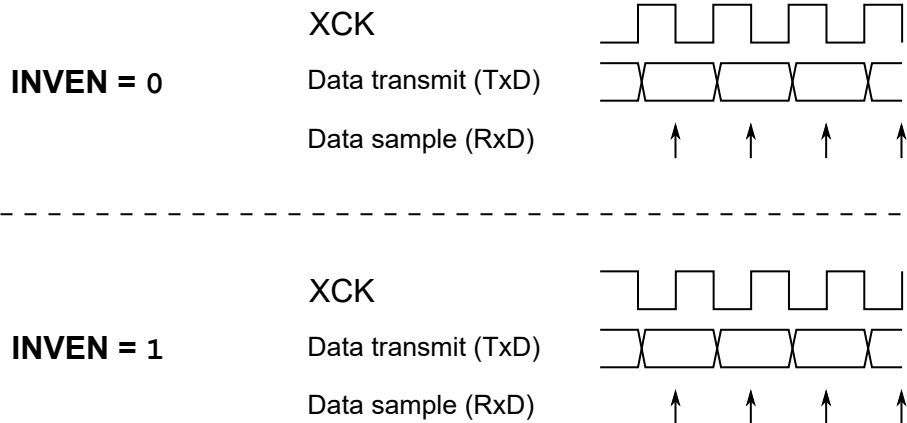 XCK
INVEN = 0
Data transmit (TxD)
Data sample (RxD)
XCK
INVEN = 1
Data transmit (TxD)
Data sample (RxD)